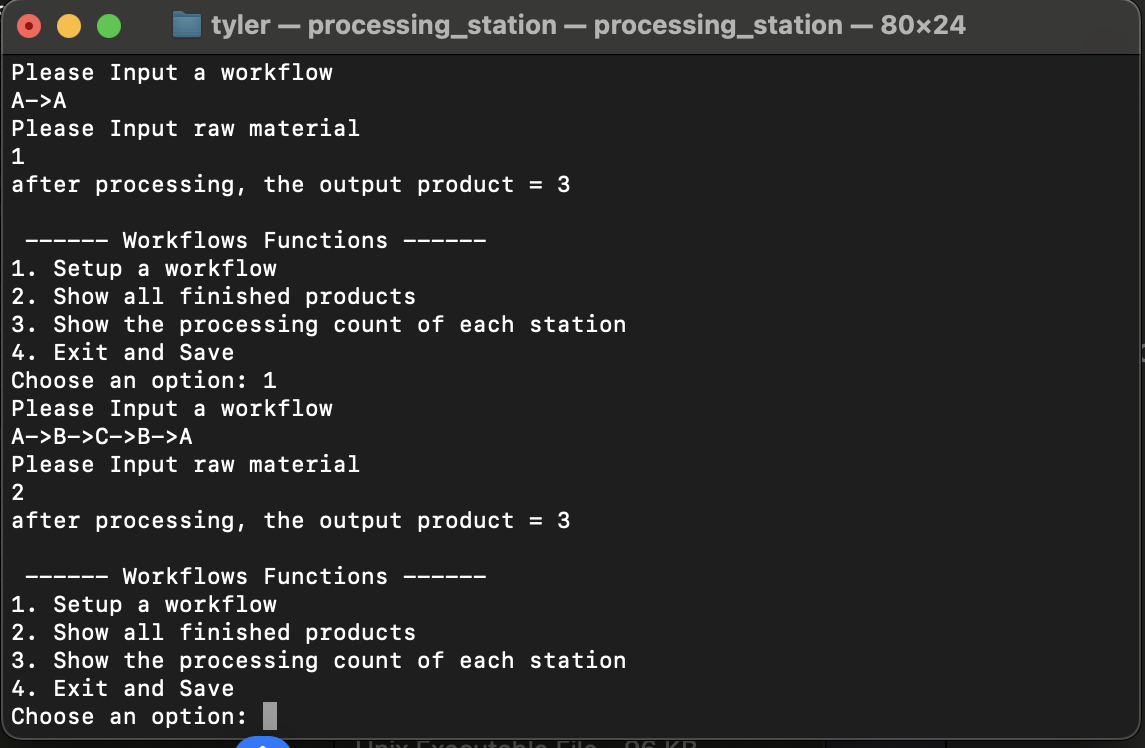 tyler — processing_station — processing_station — 80×24
Please Input a workflow
A->A
Please Input raw material
1
after processing, the output product = 3
------ Workflows Functions ------
1. Setup a workflow
2. Show all finished products
3. Show the processing count of each station
4. Exit and Save
Choose an option: 1
Please Input a workflow
A->B->C->B->A
Please Input raw material
2
after processing, the output product = 3
------ Workflows Functions ------
1. Setup a workflow
2. Show all finished products
3. Show the processing count of each station
4. Exit and Save
Choose an option:
Unix Executable File - 96 KB